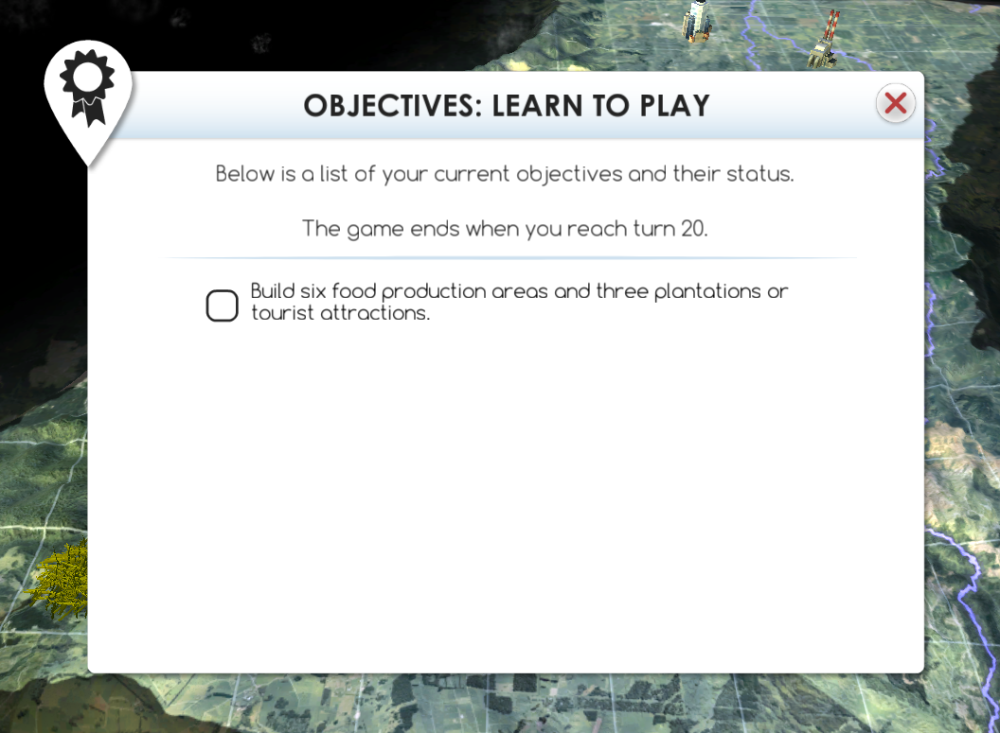 OBJECTIVES: LEARN TO PLAY
Below is a list of your current objectives and their status.
The game ends when you reach turn 20.
Build six food production areas and three plantations or
tourist attractions.